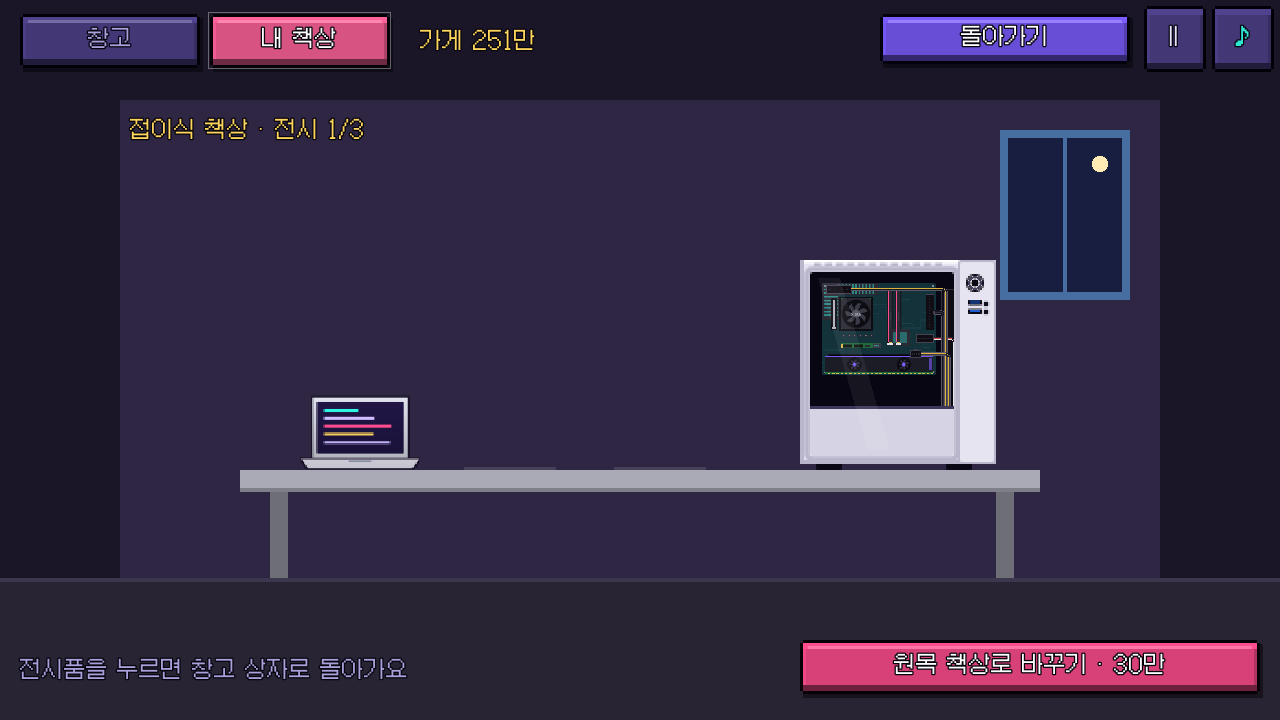 창고
내 책상
가게 251만
돌아가기
접이식 책상 · 전시 1/3
전시품을 누르면 창고 상자로 돌아가요
원목 책상로 바꾸기 · 30만